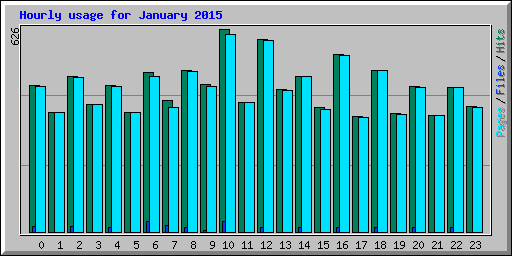 Hourly usage for January 2015
626
Pages/Files/Hits
0 1 2 3 4 5 6 7 8 9 10 11 12 13 14 15 16 17 18 19 20 21 22 23